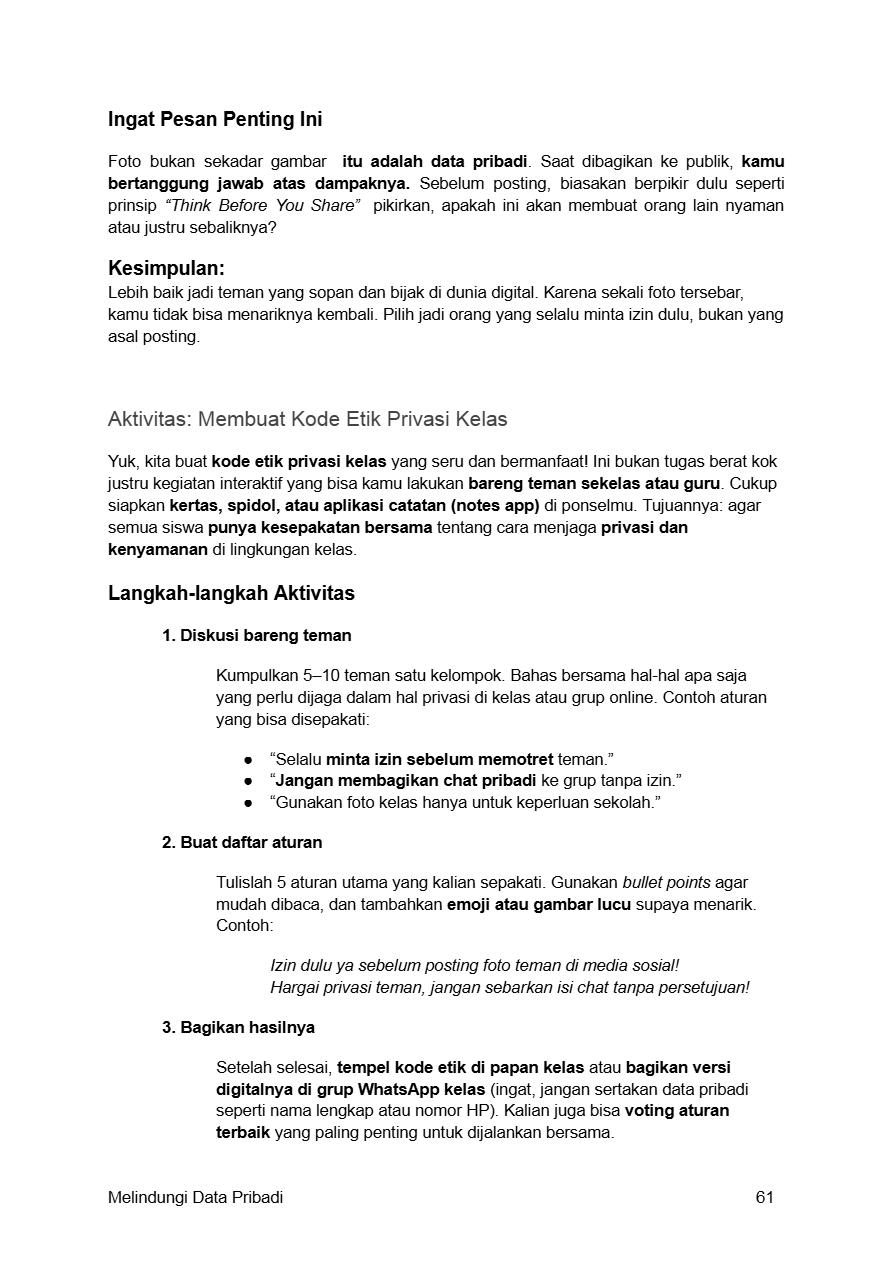 Ingat Pesan Penting Ini
Foto bukan sekadar gambar  itu adalah data pribadi. Saat dibagikan ke publik, kamu
bertanggung jawab atas dampaknya. Sebelum posting, biasakan berpikir dulu seperti
prinsip “Think Before You Share”  pikirkan, apakah ini akan membuat orang lain nyaman
atau justru sebaliknya?
Kesimpulan:
Lebih baik jadi teman yang sopan dan bijak di dunia digital. Karena sekali foto tersebar,
kamu tidak bisa menariknya kembali. Pilih jadi orang yang selalu minta izin dulu, bukan yang
asal posting.
Aktivitas: Membuat Kode Etik Privasi Kelas
Yuk, kita buat kode etik privasi kelas yang seru dan bermanfaat! Ini bukan tugas berat kok
justru kegiatan interaktif yang bisa kamu lakukan bareng teman sekelas atau guru. Cukup
siapkan kertas, spidol, atau aplikasi catatan (notes app) di ponselmu. Tujuannya: agar
semua siswa punya kesepakatan bersama tentang cara menjaga privasi dan
kenyamanan di lingkungan kelas.
Langkah-langkah Aktivitas
1. Diskusi bareng teman
Kumpulkan 5–10 teman satu kelompok. Bahas bersama hal-hal apa saja
yang perlu dijaga dalam hal privasi di kelas atau grup online. Contoh aturan
yang bisa disepakati:
● “Selalu minta izin sebelum memotret teman.”
● “Jangan membagikan chat pribadi ke grup tanpa izin.”
● “Gunakan foto kelas hanya untuk keperluan sekolah.”
2. Buat daftar aturan
Tulislah 5 aturan utama yang kalian sepakati. Gunakan bullet points agar
mudah dibaca, dan tambahkan emoji atau gambar lucu supaya menarik.
Contoh:
Izin dulu ya sebelum posting foto teman di media sosial!
Hargai privasi teman, jangan sebarkan isi chat tanpa persetujuan!
3. Bagikan hasilnya
Setelah selesai, tempel kode etik di papan kelas atau bagikan versi
digitalnya di grup WhatsApp kelas (ingat, jangan sertakan data pribadi
seperti nama lengkap atau nomor HP). Kalian juga bisa voting aturan
terbaik yang paling penting untuk dijalankan bersama.
Melindungi Data Pribadi 61